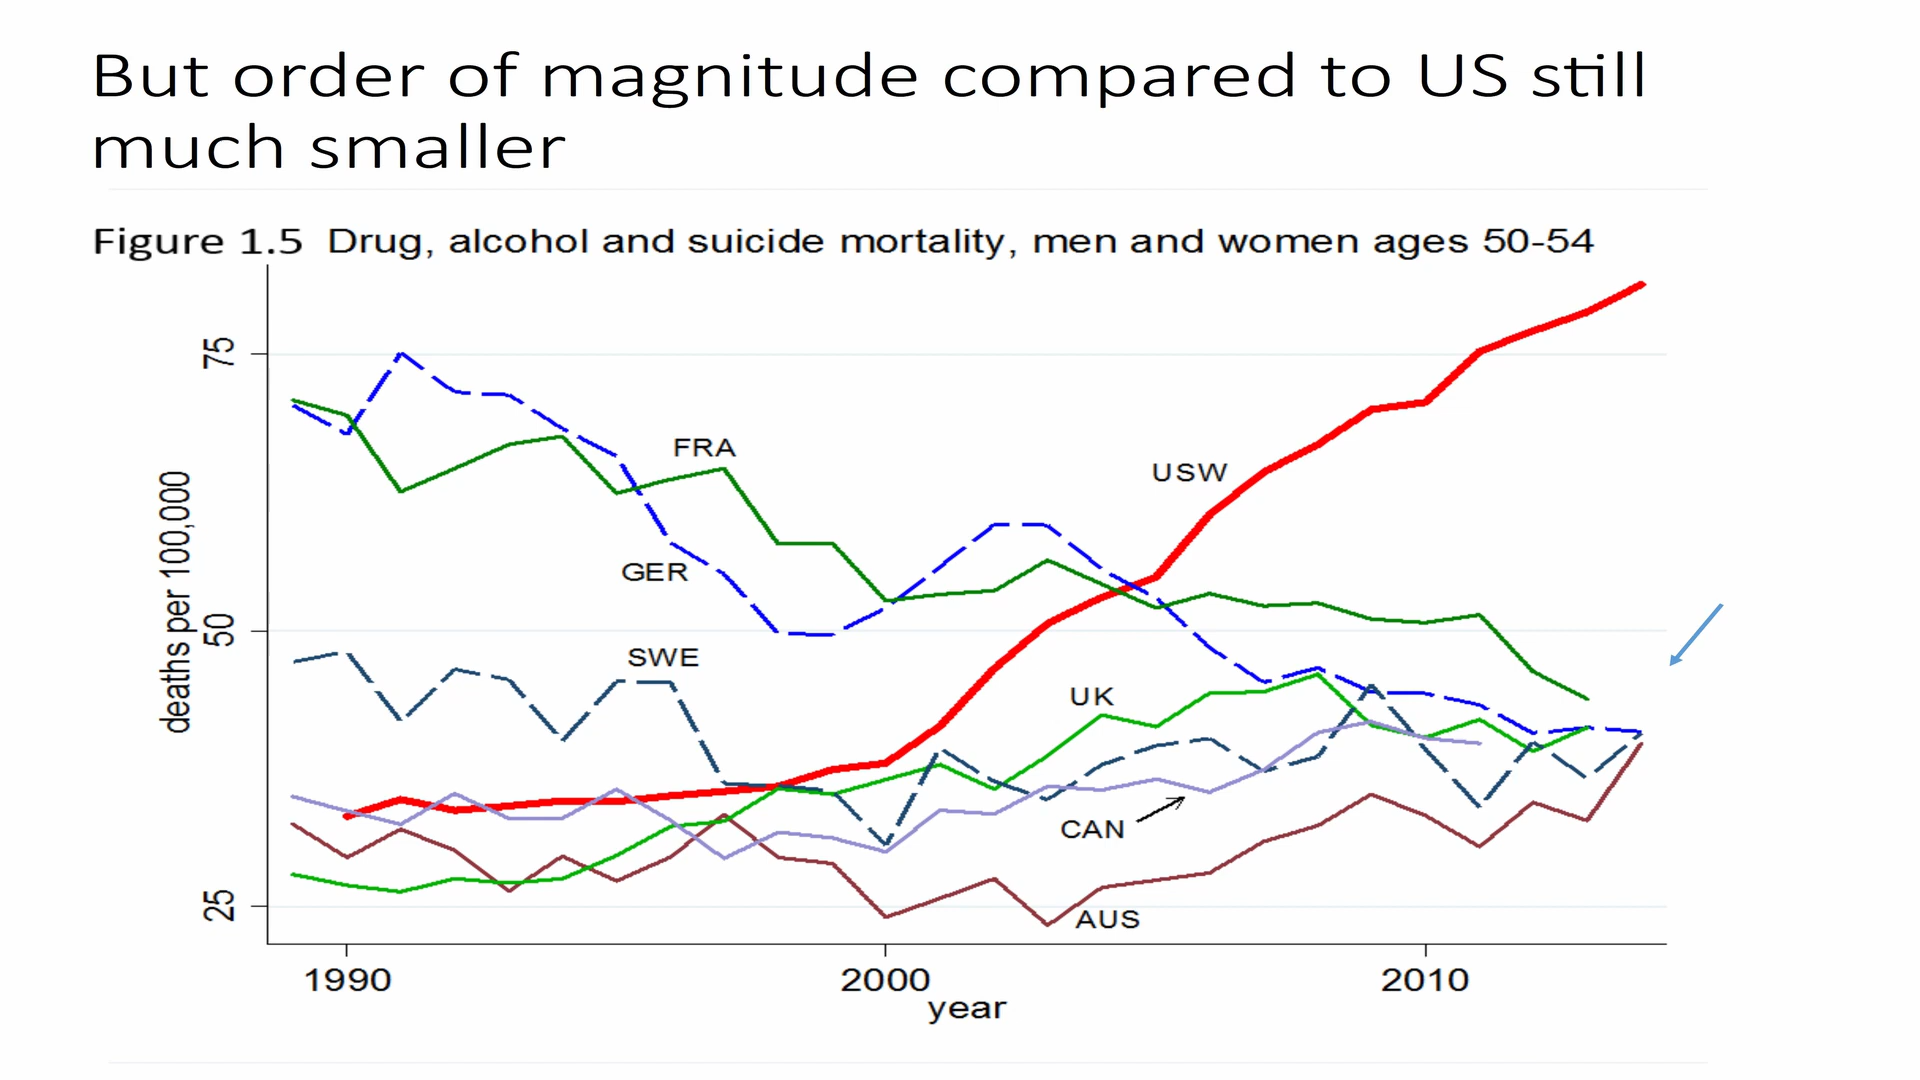 But order of magnitude compared to US still
much smaller
Figure 1.5 Drug, alcohol and suicide mortality, men and women ages 50-54
75
50
25
deaths per 100,000
FRA
USW
GER
SWE
UK
CAN
AUS
1990
2000
2010
year